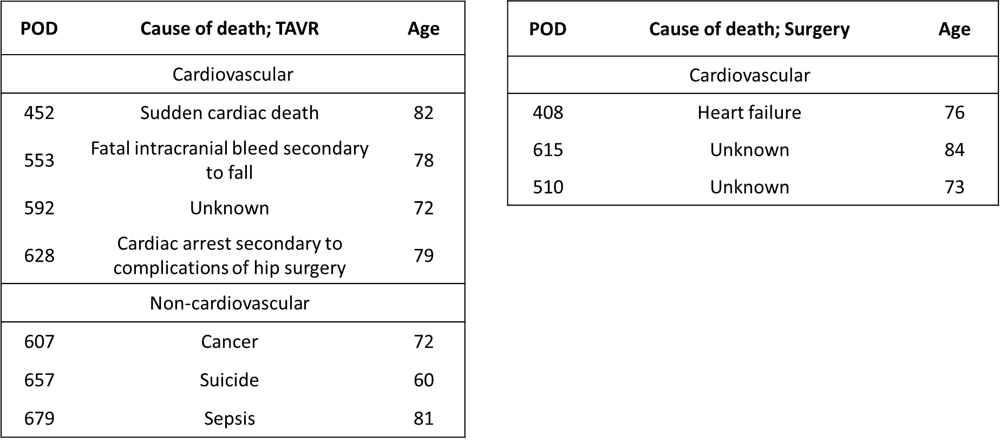 POD Cause of death; TAVR Age
Cardiovascular
452 Sudden cardiac death 82
Fatal intracranial bleed secondary
553 78
to fall
592 Unknown 72
Cardiac arrest secondary to
628 79
complications of hip surgery
Non-cardiovascular
607 Cancer 72
657 Suicide 60
679 Sepsis 81
POD Cause of death; Surgery Age
Cardiovascular
408 Heart failure 76
615 Unknown 84
510 Unknown 73